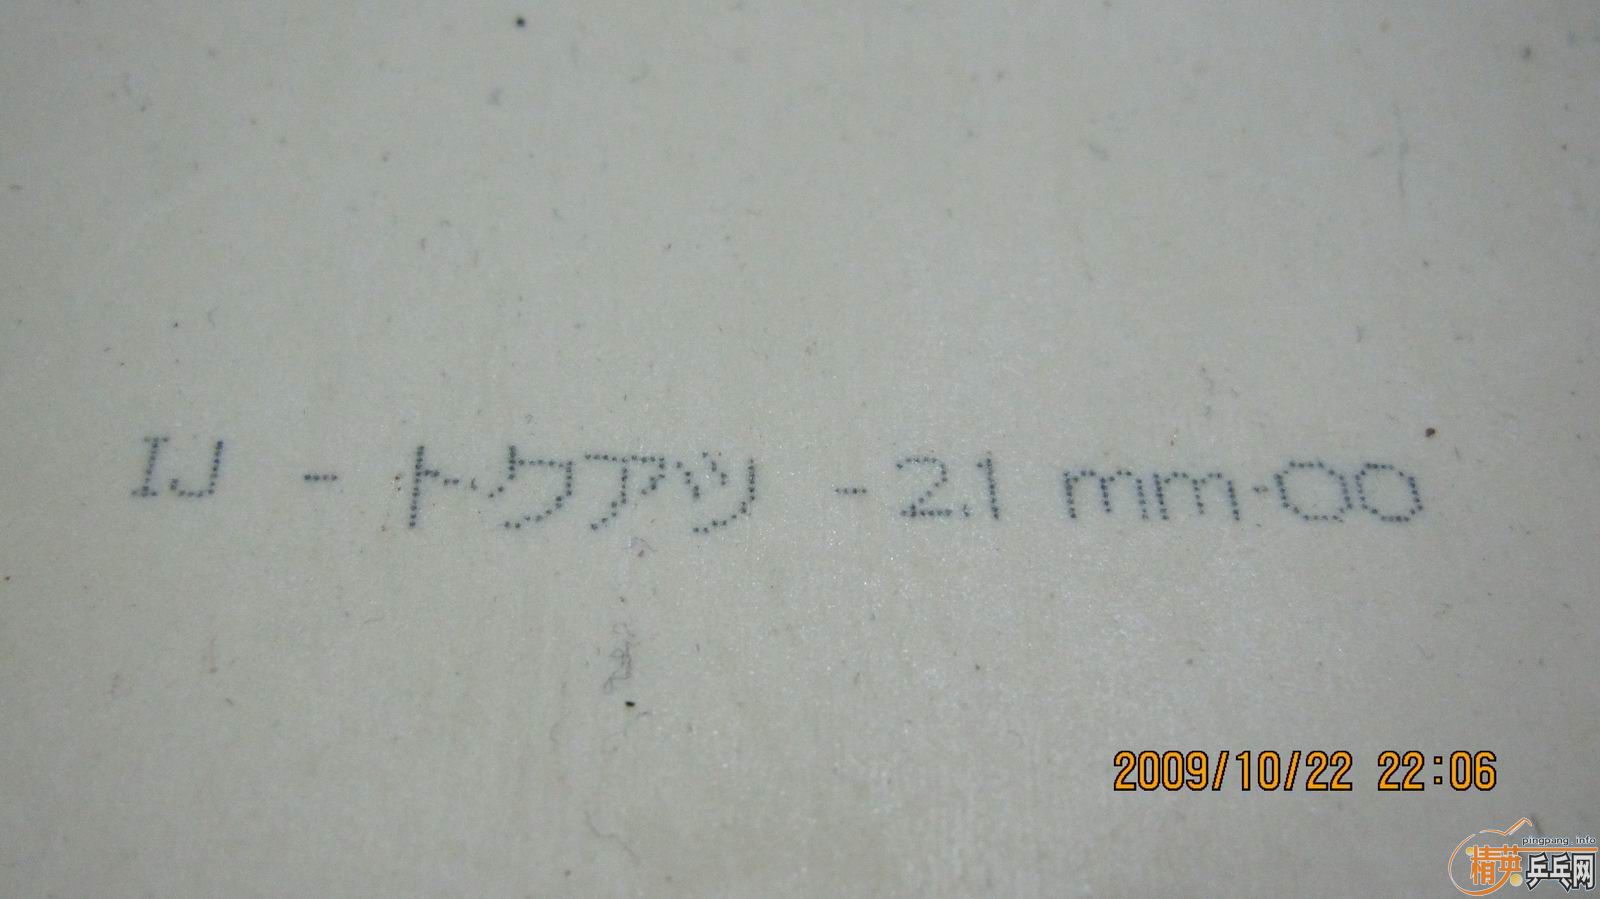 IJ - トクアツ - 2.1 mm·OO
2009/10/22 22:06
pingpang.info
精英乒乓网